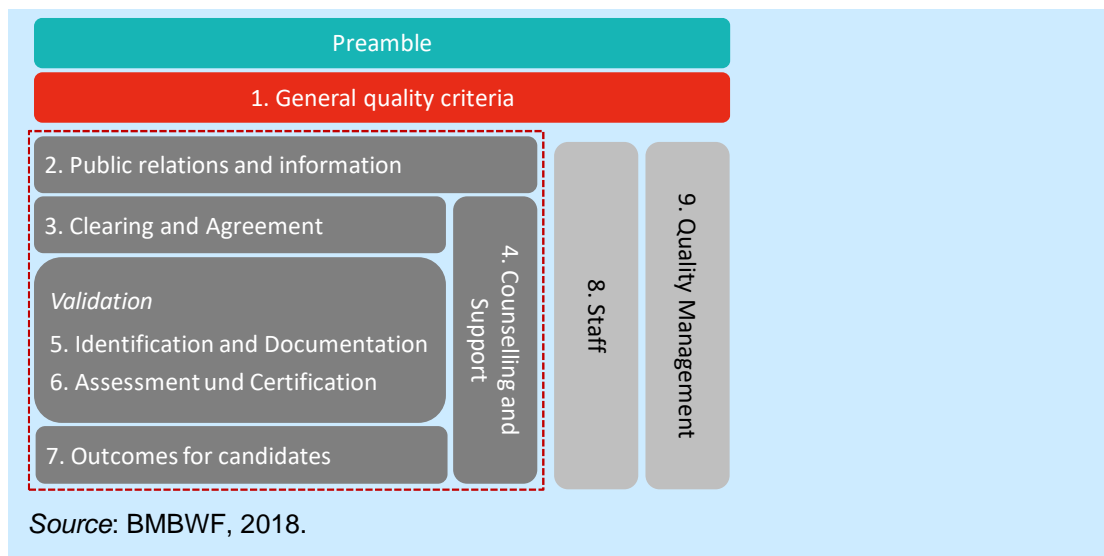 Preamble
1. General quality criteria
2. Public relations and information
3. Clearing and Agreement
4. Counselling and
Support
Validation
5. Identification and Documentation
6. Assessment und Certification
7. Outcomes for candidates
8. Staff
9. Quality Management
Source: BMBWF, 2018.